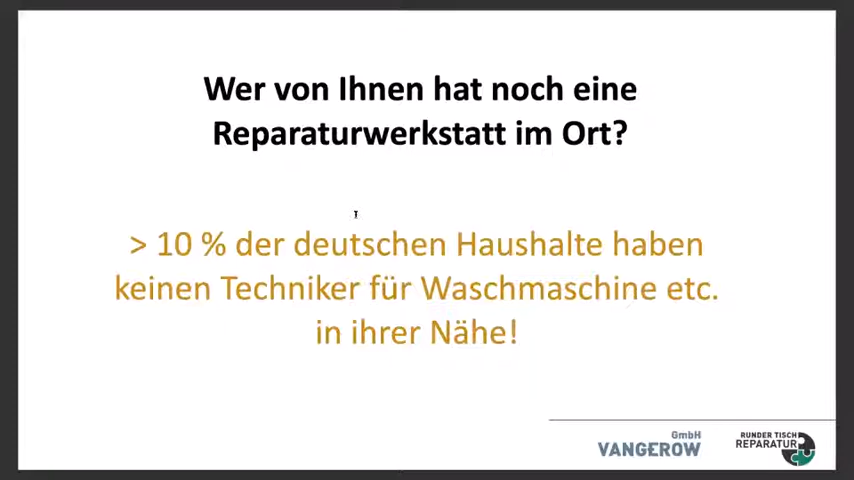 Wer von Ihnen hat noch eine
Reparaturwerkstatt im Ort?
> 10 % der deutschen Haushalte haben
keinen Techniker für Waschmaschine etc.
in ihrer Nähe!
GmbH
VANGEROW
RUNDER TISCH
REPARATUR